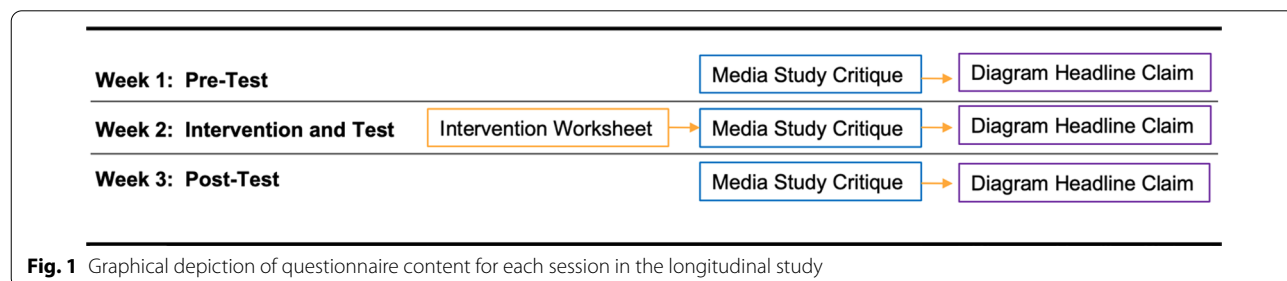 Week 1: Pre-Test Media Study Critique Diagram Headline Claim
Week 2: Intervention and Test Intervention Worksheet Media Study Critique Diagram Headline Claim
Week 3: Post-Test Media Study Critique Diagram Headline Claim
Fig. 1 Graphical depiction of questionnaire content for each session in the longitudinal study